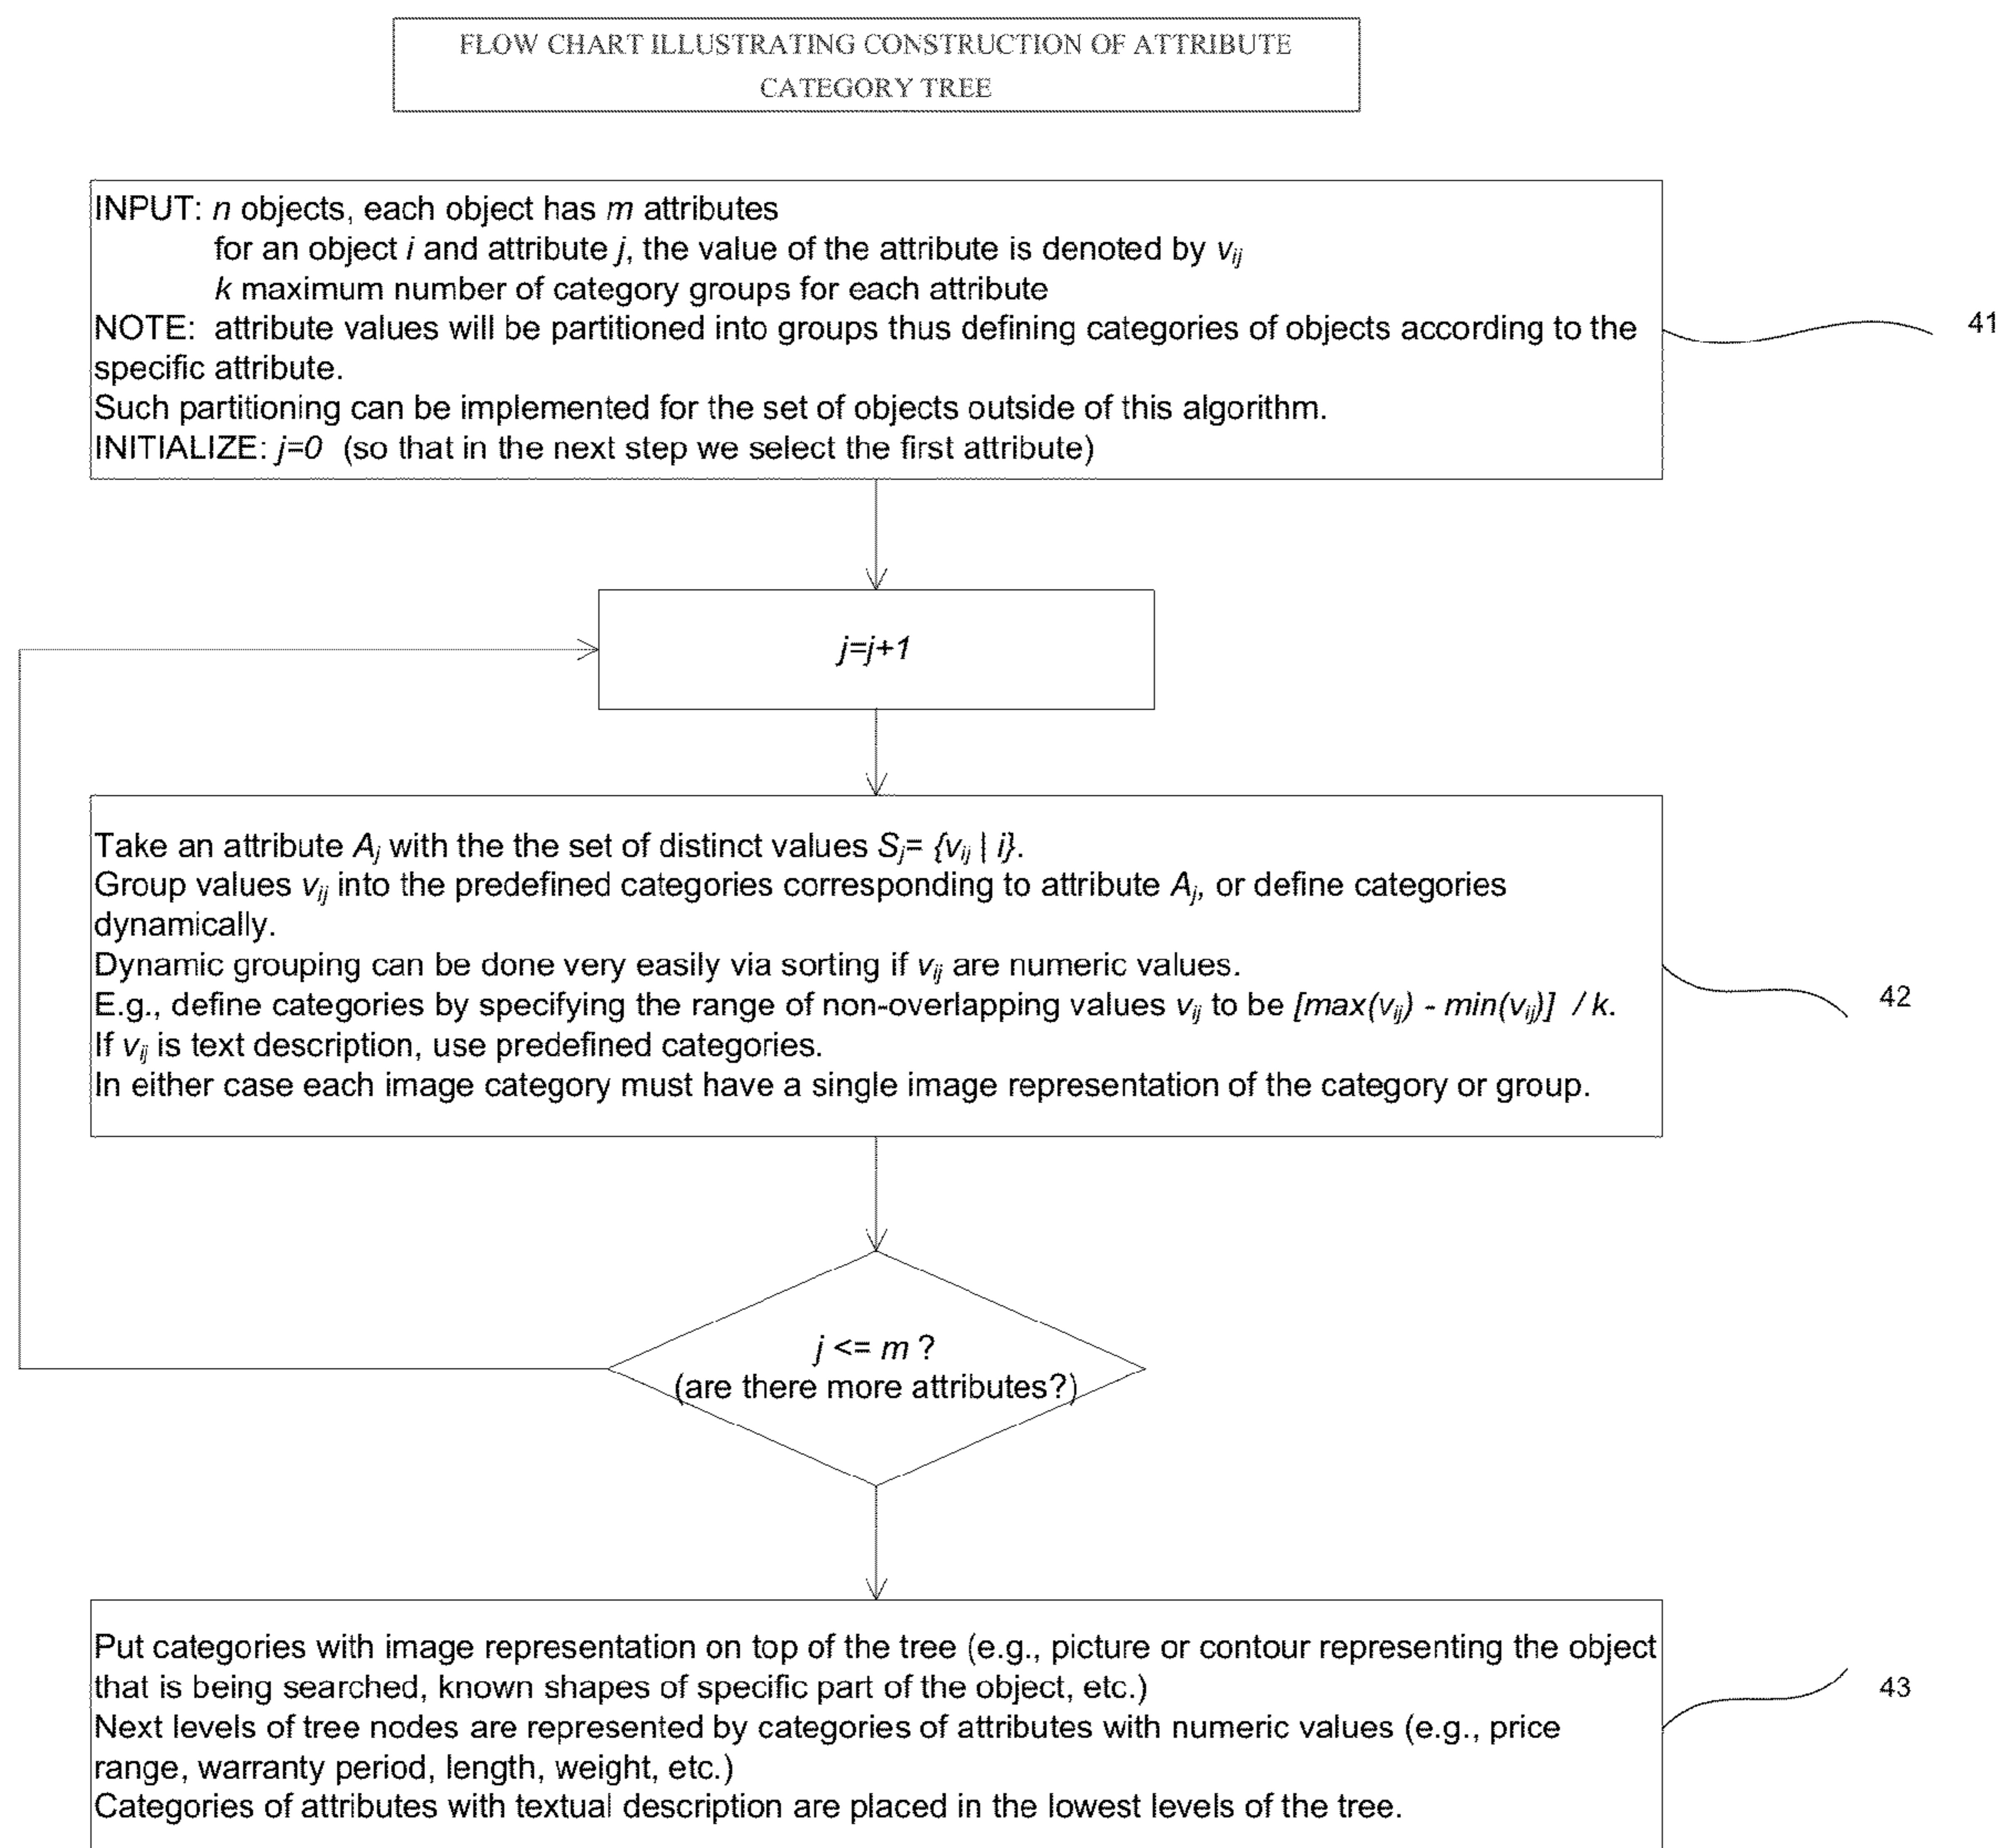 FLOW CHART ILLUSTRATING CONSTRUCTION OF ATTRIBUTE
CATEGORY TREE
INPUT: n objects, each object has m attributes
for an object i and attribute j, the value of the attribute is denoted by vij
k maximum number of category groups for each attribute
NOTE: attribute values will be partitioned into groups thus defining categories of objects according to the
specific attribute.
Such partitioning can be implemented for the set of objects outside of this algorithm.
INITIALIZE: j=0 (so that in the next step we select the first attribute)
41
j=j+1
Take an attribute Aj with the the set of distinct values Sj= {vij | i}.
Group values vij into the predefined categories corresponding to attribute Aj, or define categories
dynamically.
Dynamic grouping can be done very easily via sorting if vij are numeric values.
E.g., define categories by specifying the range of non-overlapping values vij to be [max(vij) - min(vij)] / k.
If vij is text description, use predefined categories.
In either case each image category must have a single image representation of the category or group.
42
j <= m ?
(are there more attributes?)
Put categories with image representation on top of the tree (e.g., picture or contour representing the object
that is being searched, known shapes of specific part of the object, etc.)
Next levels of tree nodes are represented by categories of attributes with numeric values (e.g., price
range, warranty period, length, weight, etc.)
Categories of attributes with textual description are placed in the lowest levels of the tree.
43